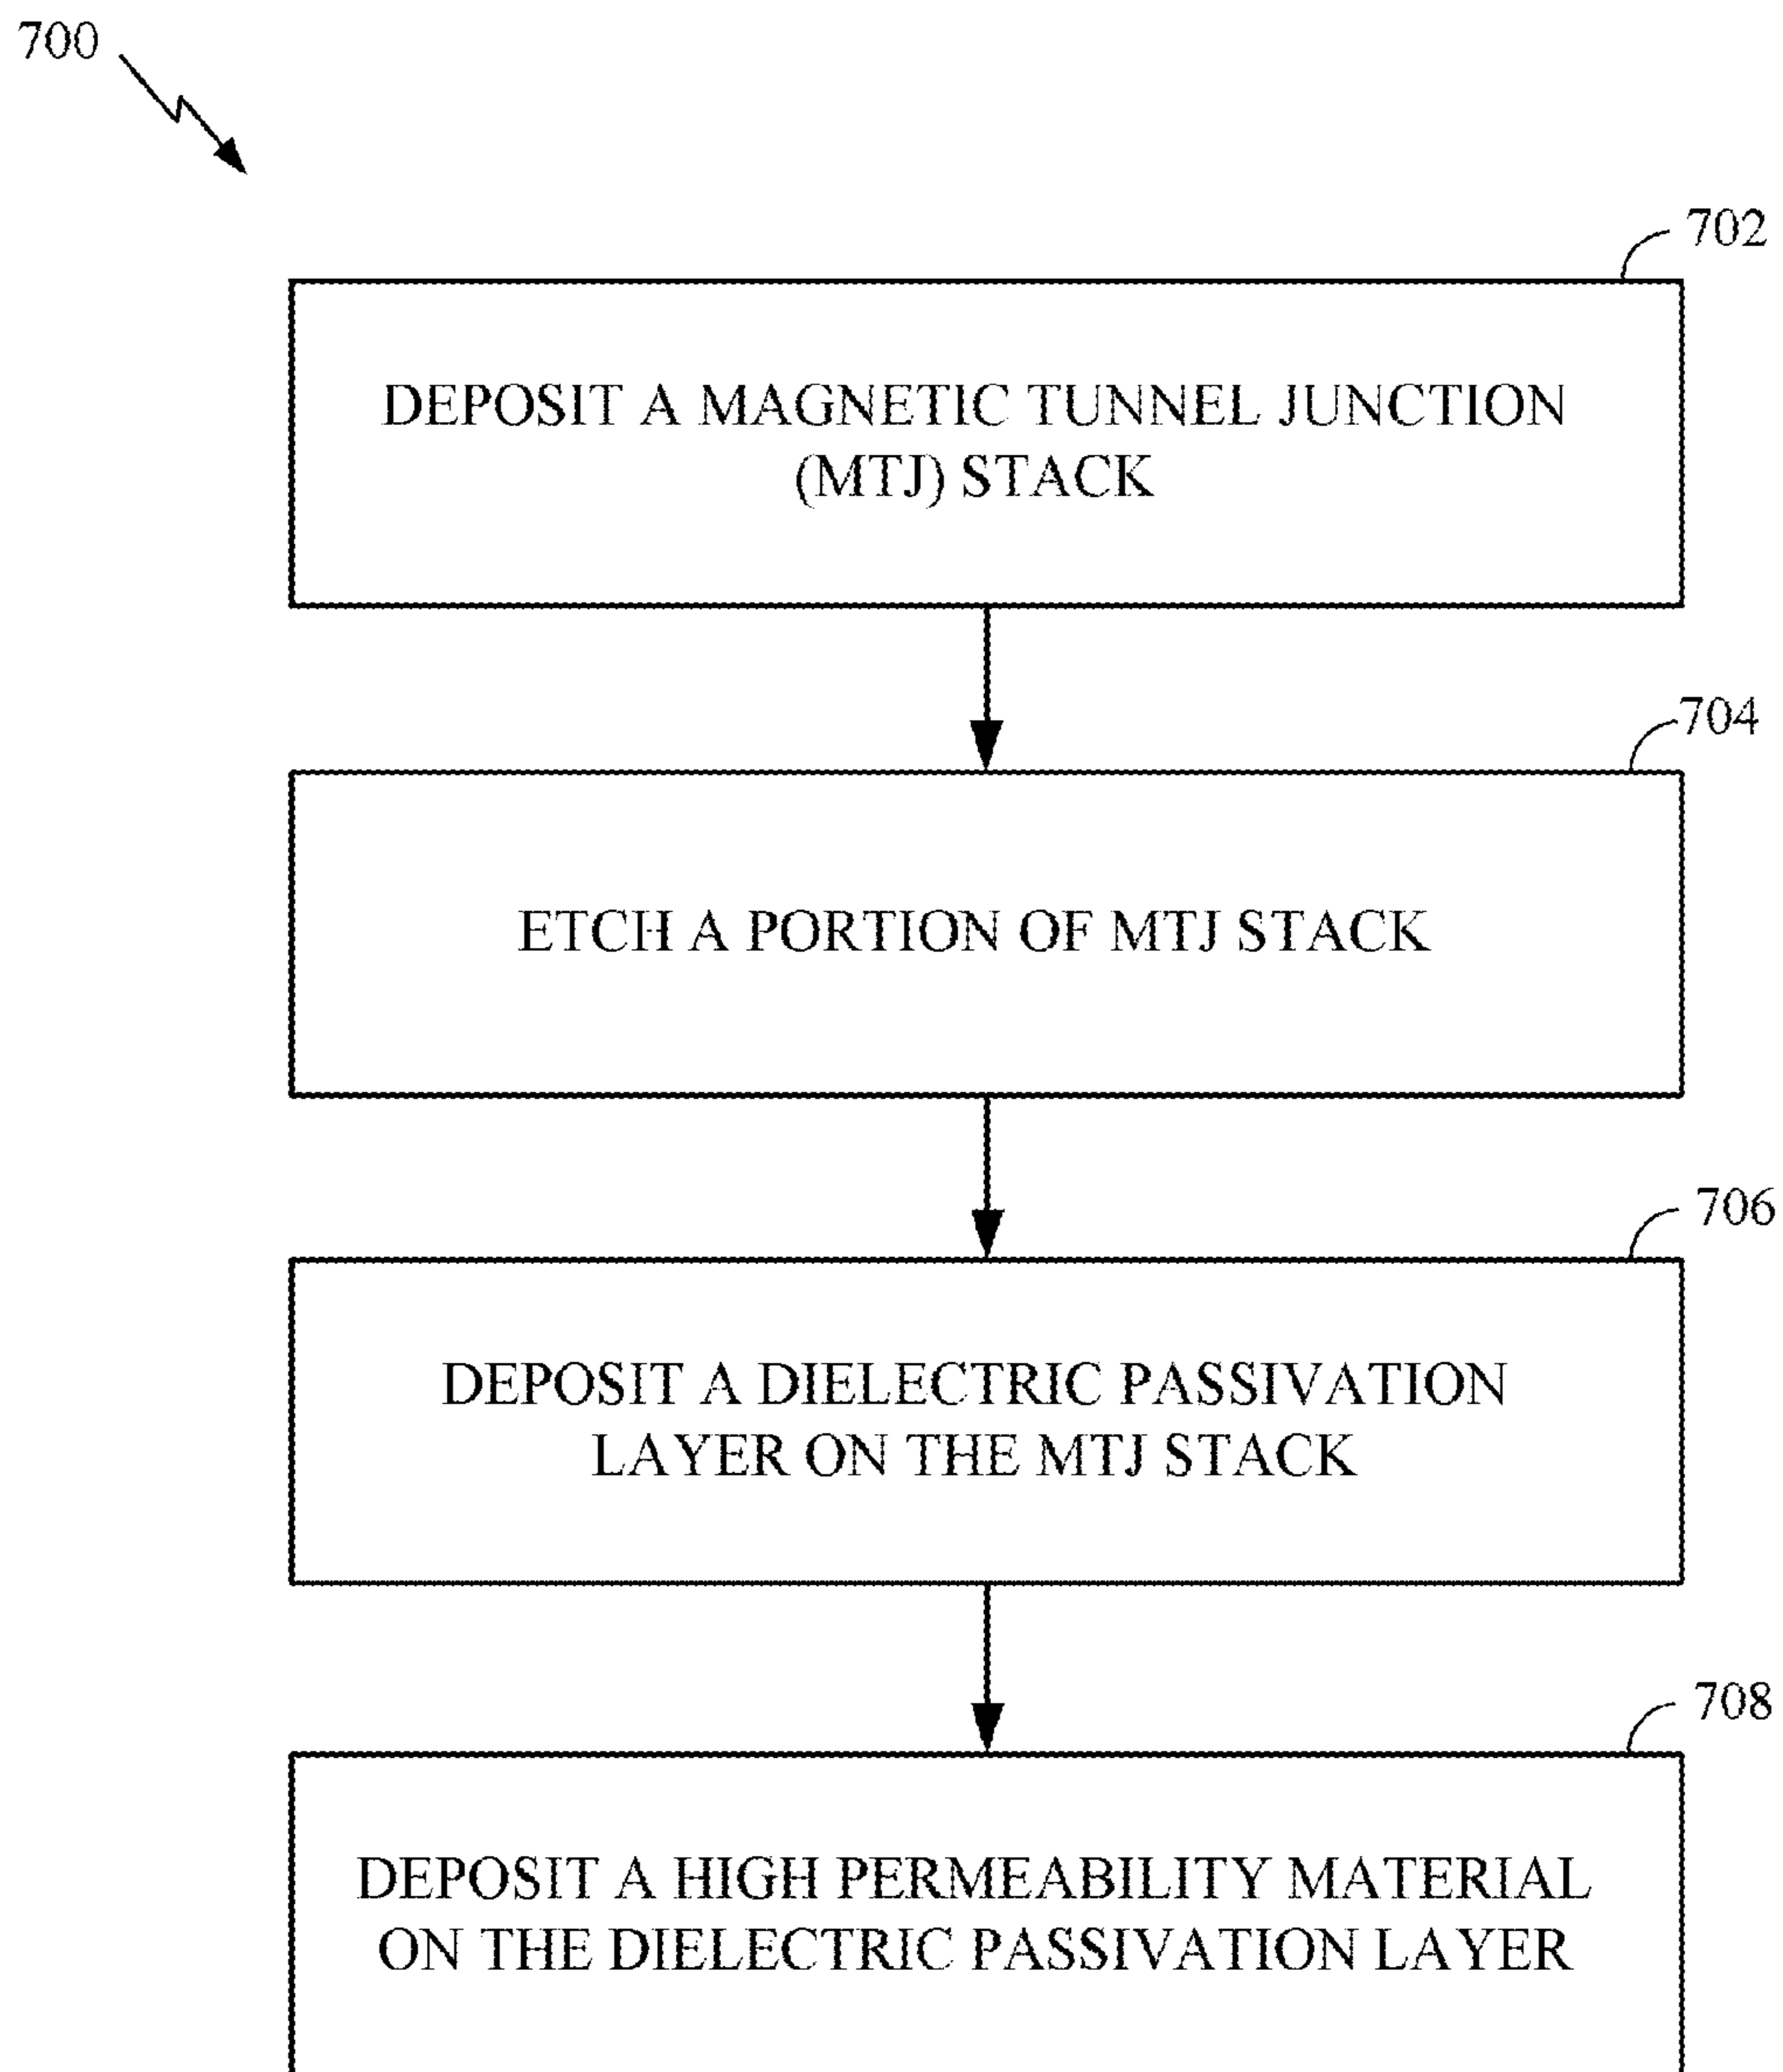 700
702
DEPOSIT A MAGNETIC TUNNEL JUNCTION
(MTJ) STACK
704
ETCH A PORTION OF MTJ STACK
706
DEPOSIT A DIELECTRIC PASSIVATION
LAYER ON THE MTJ STACK
708
DEPOSIT A HIGH PERMEABILITY MATERIAL
ON THE DIELECTRIC PASSIVATION LAYER